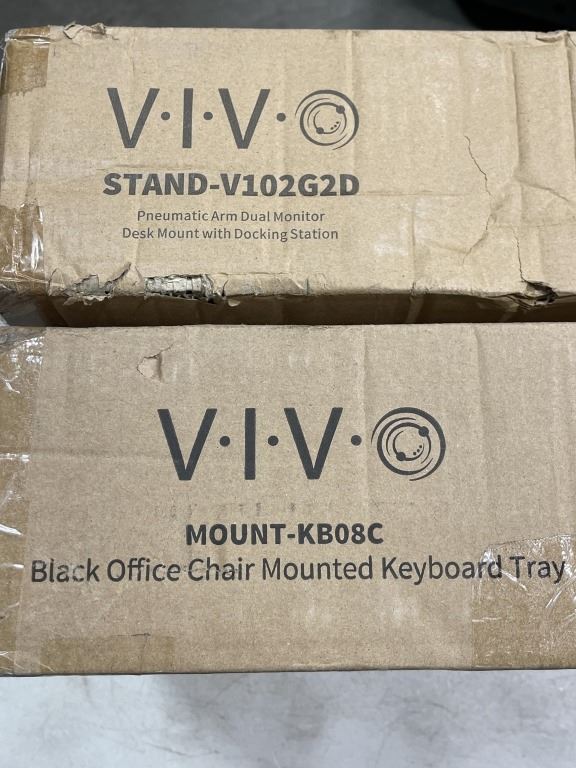 V·I·V·O
STAND-V102G2D
Pneumatic Arm Dual Monitor
Desk Mount with Docking Station
V·I·V·O
MOUNT-KB08C
Black Office Chair Mounted Keyboard Tray